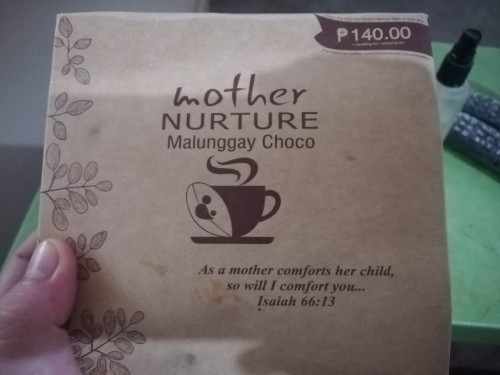 ₱140.00
mother
NURTURE
Malunggay Choco
As a mother comforts her child,
so will I comfort you...
Isaiah 66:13